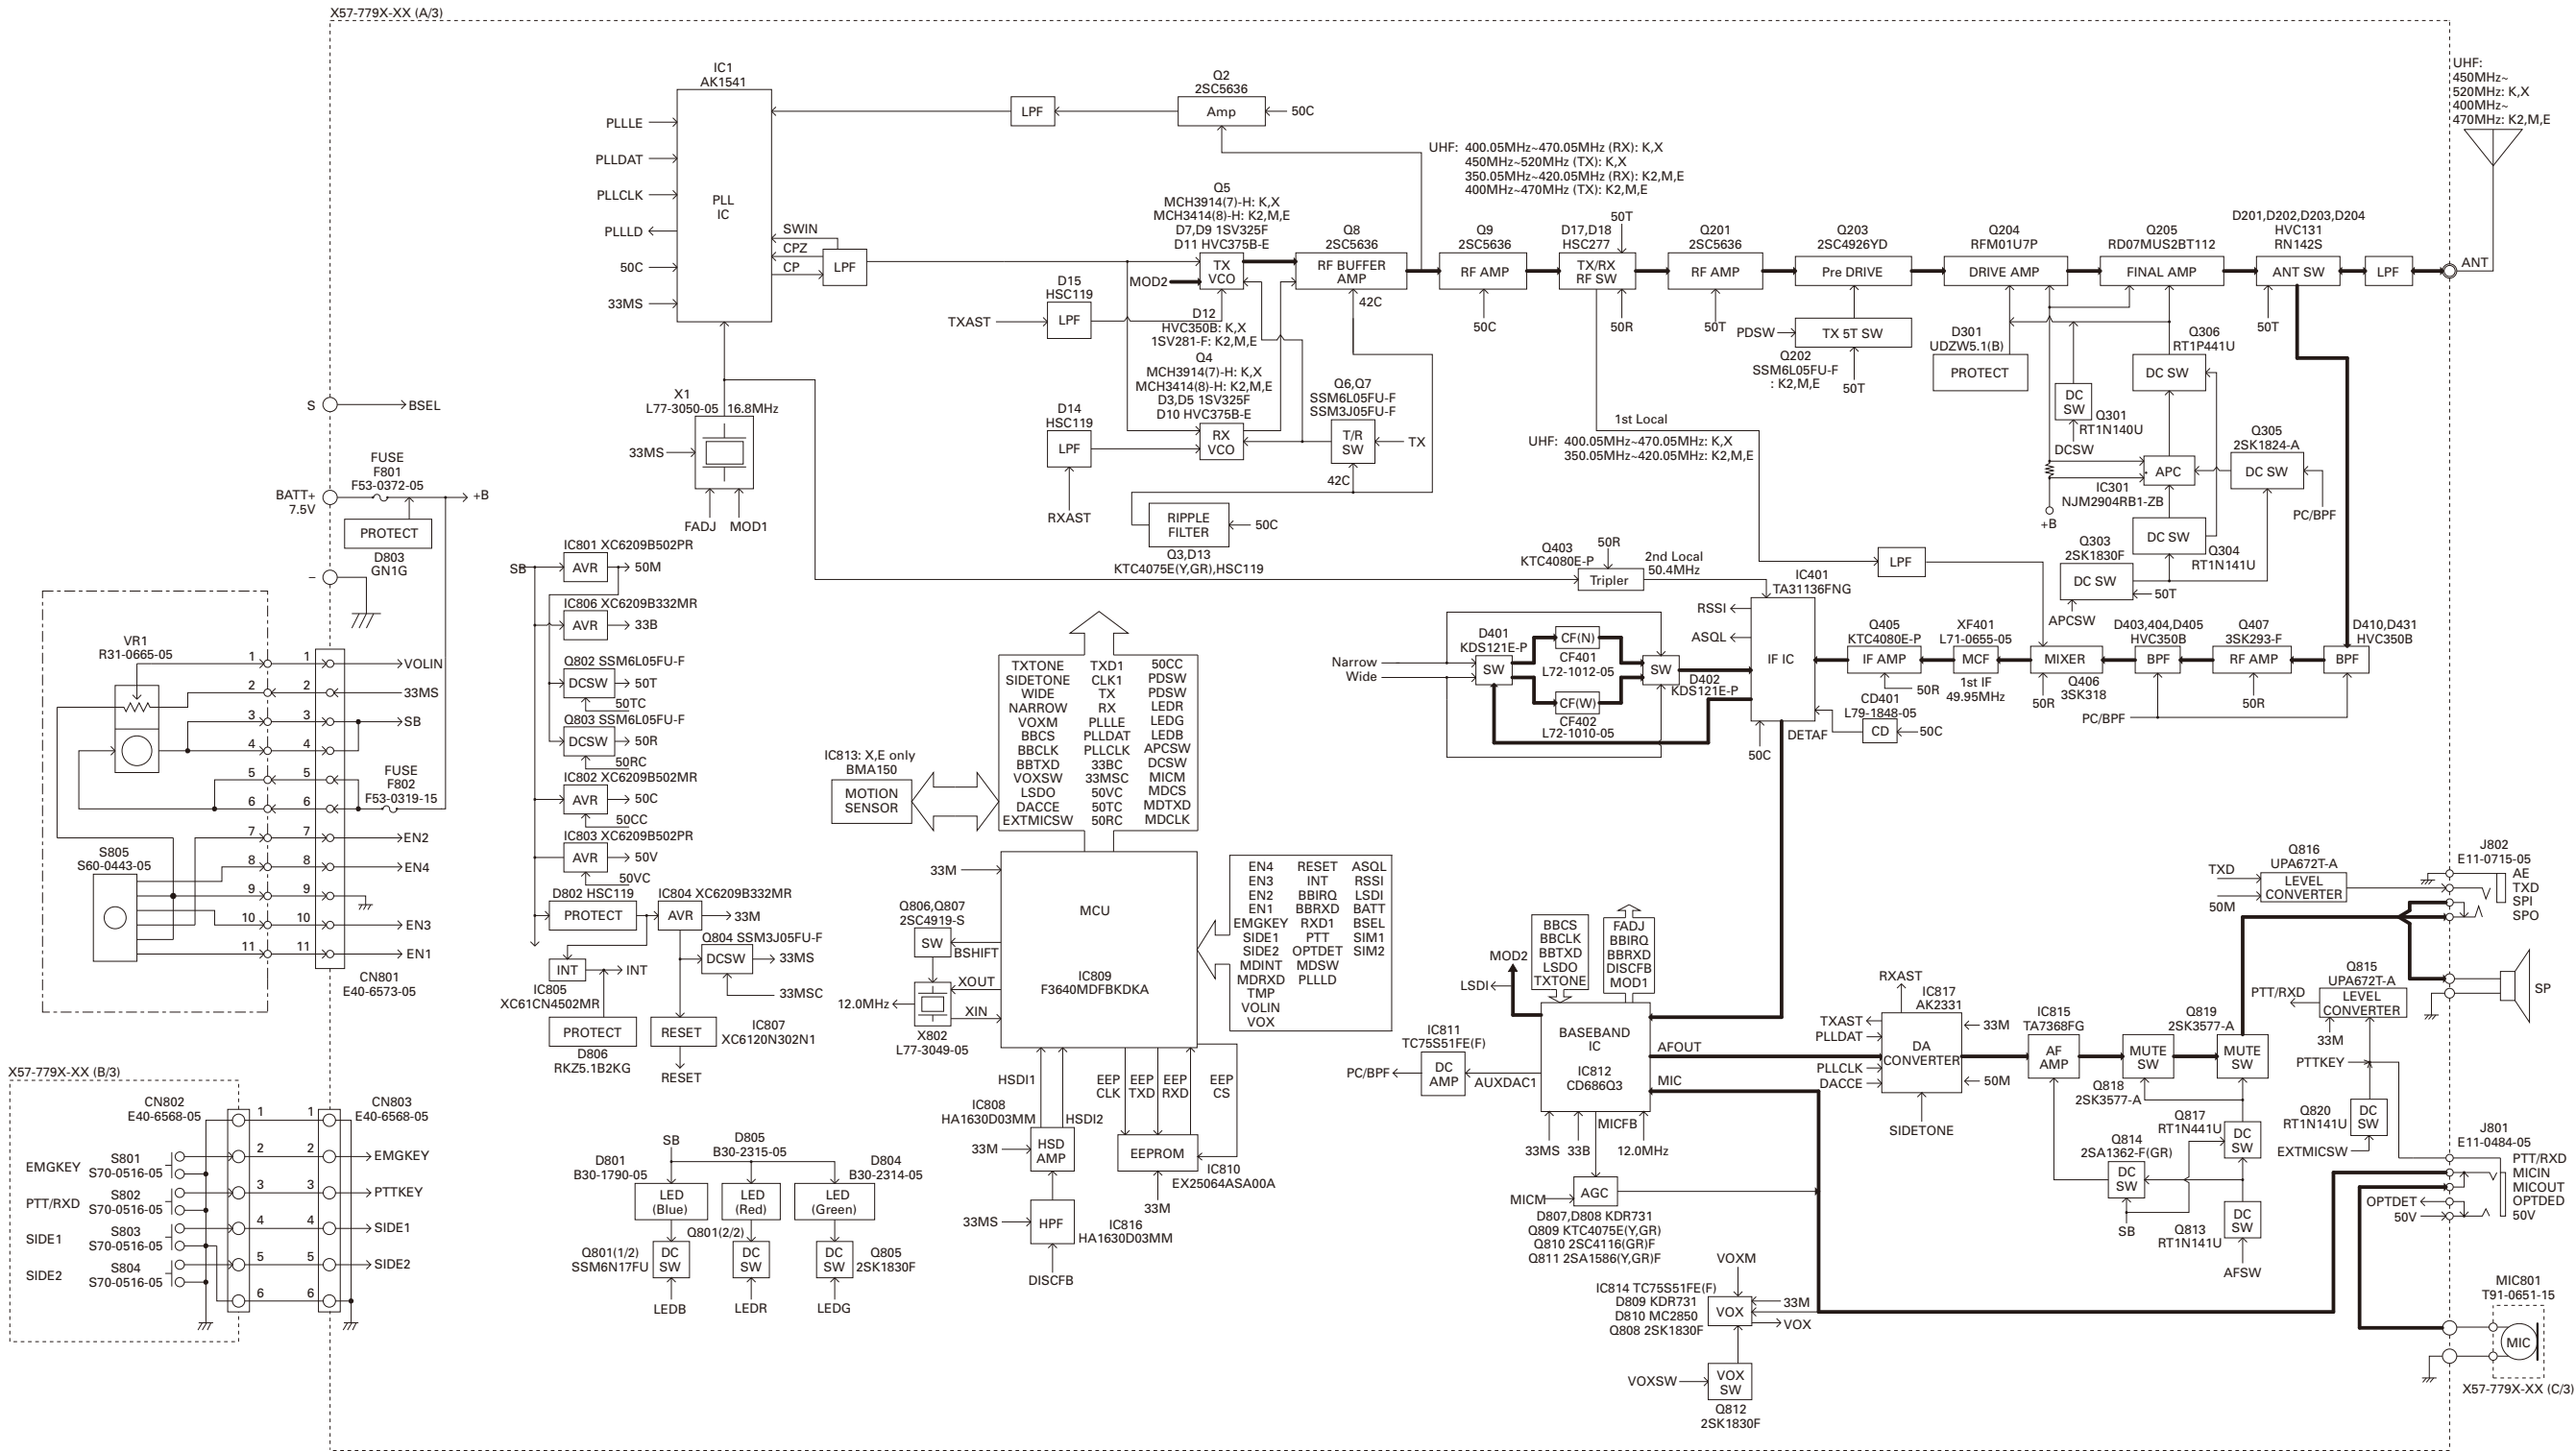 X57-779X-XX (A/3)
UHF:
450MHz~
520MHz: K,X
400MHz~
470MHz: K2,M,E
ANT
IC1
AK1541
PLL
IC
PLLLE
PLLDAT
PLLCLK
PLLLD
50C
33MS
SWIN
CPZ
CP
LPF
LPF
Q2
2SC5636
Amp
50C
UHF: 400.05MHz~470.05MHz (RX): K,X
450MHz~520MHz (TX): K,X
350.05MHz~420.05MHz (RX): K2,M,E
400MHz~470MHz (TX): K2,M,E
Q5
MCH3914(7)-H: K,X
MCH3414(8)-H: K2,M,E
D7,D9 1SV325F
D11 HVC375B-E
TX
VCO
MOD2
Q8
2SC5636
RF BUFFER
AMP
42C
Q9
2SC5636
RF AMP
50C
D17,D18
HSC277
50T
TX/RX
RF SW
50R
Q201
2SC5636
RF AMP
50T
Q203
2SC4926YD
Pre DRIVE
PDSW
TX 5T SW
Q202
SSM6L05FU-F
: K2,M,E
50T
Q204
RFM01U7P
DRIVE AMP
Q205
RD07MUS2BT112
FINAL AMP
D201,D202,D203,D204
HVC131
RN142S
ANT SW
50T
LPF
D15
HSC119
LPF
TXAST
D12
HVC350B: K,X
1SV281-F: K2,M,E
Q4
MCH3914(7)-H: K,X
MCH3414(8)-H: K2,M,E
D3,D5 1SV325F
D10 HVC375B-E
RX
VCO
Q6,Q7
SSM6L05FU-F
SSM3J05FU-F
T/R
SW
TX
42C
D14
HSC119
LPF
RXAST
RIPPLE
FILTER
50C
Q3,D13
KTC4075E(Y,GR),HSC119
X1
L77-3050-05
16.8MHz
33MS
FADJ
MOD1
D301
UDZW5.1(B)
PROTECT
DC
SW
Q301
RT1N140U
DCSW
Q306
RT1P441U
DC SW
Q305
2SK1824-A
DC SW
APC
IC301
NJM2904RB1-ZB
PC/BPF
+B
DC SW
Q304
RT1N141U
Q303
2SK1830F
DC SW
50T
APCSW
1st Local
UHF: 400.05MHz~470.05MHz: K,X
350.05MHz~420.05MHz: K2,M,E
Q403
KTC4080E-P
50R
Tripler
2nd Local
50.4MHz
LPF
IC401
TA31136FNG
IF IC
RSSI
ASQL
50C
DETAF
Narrow
Wide
D401
KDS121E-P
SW
CF(N)
CF401
L72-1012-05
CF(W)
CF402
L72-1010-05
SW
D402
KDS121E-P
Q405
KTC4080E-P
IF AMP
50R
CD401
L79-1848-05
CD
50C
XF401
L71-0655-05
MCF
1st IF
49.95MHz
MIXER
Q406
3SK318
50R
D403,404,D405
HVC350B
BPF
Q407
3SK293-F
RF AMP
50R
D410,D431
HVC350B
BPF
PC/BPF
S
BSEL
FUSE
F801
F53-0372-05
BATT+
7.5V
+B
PROTECT
D803
GN1G
–
VR1
R31-0665-05
S805
S60-0443-05
1
2
3
4
5
6
7
8
9
10
11
1
2
3
4
5
6
7
8
9
10
11
VOLIN
33MS
SB
FUSE
F802
F53-0319-15
EN2
EN4
EN3
EN1
CN801
E40-6573-05
SB
IC801 XC6209B502PR
AVR
50M
IC806 XC6209B332MR
AVR
33B
Q802 SSM6L05FU-F
DCSW
50T
50TC
Q803 SSM6L05FU-F
DCSW
50R
50RC
IC802 XC6209B502MR
AVR
50C
50CC
IC803 XC6209B502PR
AVR
50V
50VC
D802 HSC119
PROTECT
IC804 XC6209B332MR
AVR
33M
Q804 SSM3J05FU-F
DCSW
33MS
33MSC
INT
INT
IC805
XC61CN4502MR
PROTECT
D806
RKZ5.1B2KG
RESET
IC807
XC6120N302N1
RESET
IC813: X,E only
BMA150
MOTION
SENSOR
TXTONE TXD1 50CC
SIDETONE CLK1 PDSW
WIDE TX PDSW
NARROW RX LEDR
VOXM PLLLE LEDG
BBCS PLLDAT LEDB
BBCLK PLLCLK APCSW
BBTXD 33BC DCSW
VOXSW 33MSC MICM
LSDO 50VC MDCS
DACCE 50TC MDTXD
EXTMICSW 50RC MDCLK
33M
MCU
IC809
F3640MDFBKDKA
Q806,Q807
2SC4919-S
SW
BSHIFT
XOUT
XIN
12.0MHz
X802
L77-3049-05
EN4 RESET ASQL
EN3 INT RSSI
EN2 BBIRQ LSDI
EN1 BBRXD BATT
EMGKEY RXD1 BSEL
SIDE1 PTT SIM1
SIDE2 OPTDET SIM2
MDINT MDSW
MDRXD PLLLD
TMP
VOLIN
VOX
HSDI1
HSDI2
EEP
CLK
EEP
TXD
EEP
RXD
EEP
CS
IC808
HA1630D03MM
HSD
AMP
33M
HPF
33MS
DISCFB
IC816
HA1630D03MM
EEPROM
33M
IC810
EX25064ASA00A
SB
D801
B30-1790-05
D805
B30-2315-05
D804
B30-2314-05
LED
(Blue)
LED
(Red)
LED
(Green)
Q801(1/2)
SSM6N17FU
DC
SW
Q801(2/2)
DC
SW
DC
SW
Q805
2SK1830F
LEDB
LEDR
LEDG
X57-779X-XX (B/3)
CN802
E40-6568-05
CN803
E40-6568-05
1
2
3
4
5
6
1
2
3
4
5
6
EMGKEY
S801
S70-0516-05
PTT/RXD
S802
S70-0516-05
SIDE1
S803
S70-0516-05
SIDE2
S804
S70-0516-05
EMGKEY
PTTKEY
SIDE1
SIDE2
MOD2
LSDI
BBCS
BBCLK
BBTXD
LSDO
TXTONE
FADJ
BBIRQ
BBRXD
DISCFB
MOD1
BASEBAND
IC
IC812
CD686Q3
AFOUT
MIC
MICFB
33MS
33B
12.0MHz
IC811
TC75S51FE(F)
DC
AMP
PC/BPF
AUXDAC1
MICM
AGC
D807,D808 KDR731
Q809 KTC4075E(Y,GR)
Q810 2SC4116(GR)F
Q811 2SA1586(Y,GR)F
VOXM
IC814 TC75S51FE(F)
D809 KDR731
D810 MC2850
Q808 2SK1830F
VOX
33M
VOX
VOXSW
VOX
SW
Q812
2SK1830F
RXAST
IC817
AK2331
DA
CONVERTER
TXAST
PLLDAT
PLLCLK
DACCE
33M
50M
SIDETONE
IC815
TA7368FG
AF
AMP
MUTE
SW
Q818
2SK3577-A
Q819
2SK3577-A
MUTE
SW
Q817
RT1N441U
DC
SW
Q814
2SA1362-F(GR)
DC
SW
SB
Q813
RT1N141U
DC
SW
AFSW
TXD
50M
Q816
UPA672T-A
LEVEL
CONVERTER
J802
E11-0715-05
AE
TXD
SPI
SPO
Q815
UPA672T-A
LEVEL
CONVERTER
PTT/RXD
33M
SP
PTTKEY
Q820
RT1N141U
DC
SW
EXTMICSW
J801
E11-0484-05
PTT/RXD
MICIN
MICOUT
OPTDED
50V
OPTDET
50V
MIC801
T91-0651-15
MIC
X57-779X-XX (C/3)